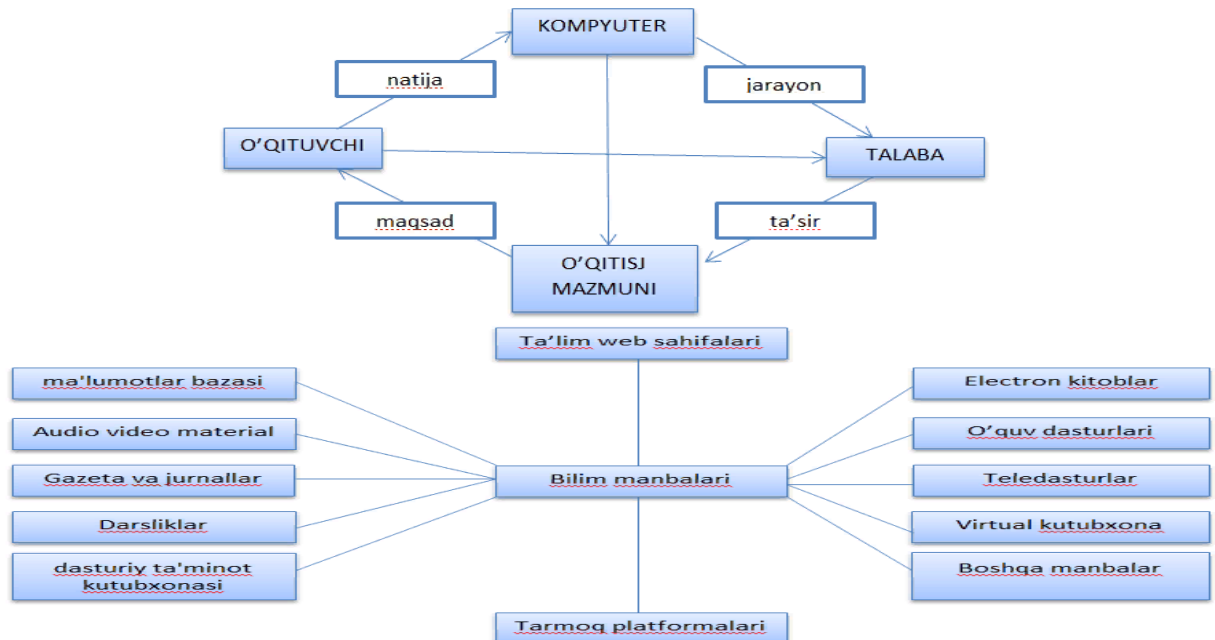 KOMPYUTER
natija
jarayon
O’QITUVCHI
TALABA
maqsad
ta’sir
O’QITISJ
MAZMUNI
Ta’lim web sahifalari
ma'lumotlar bazasi
Electron kitoblar
Audio video material
O’quv dasturlari
Gazeta va jurnallar
Bilim manbalari
Teledasturlar
Darsliklar
Virtual kutubxona
dasturiy ta'minot
kutubxonasi
Boshqa manbalar
Tarmoq platformalari